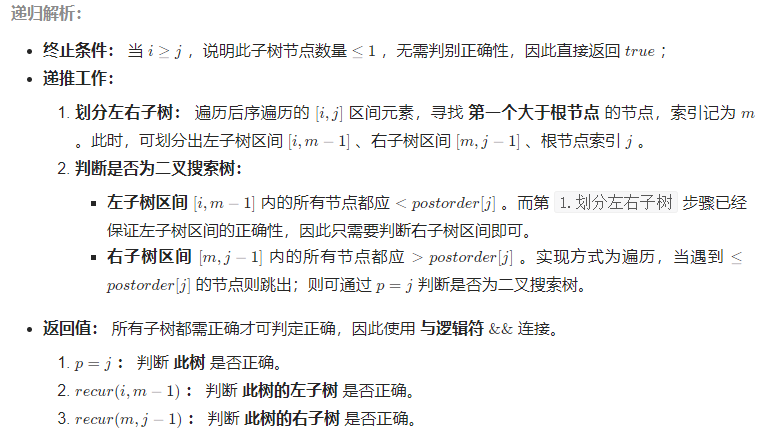 递归解析：
• 终止条件： 当 i ≥ j ，说明此子树节点数量 ≤ 1 ，无需判别正确性，因此直接返回 true ；
• 递推工作：
1. 划分左右子树： 遍历后序遍历的 [i, j] 区间元素，寻找 第一个大于根节点 的节点，索引记为 m
。此时，可划分出左子树区间 [i, m − 1] 、右子树区间 [m, j − 1] 、根节点索引 j 。
2. 判断是否为二叉搜索树：
▪ 左子树区间 [i, m − 1] 内的所有节点都应 < postorder[j] 。而第 1.划分左右子树 步骤已经
保证左子树区间的正确性，因此只需要判断右子树区间即可。
▪ 右子树区间 [m, j − 1] 内的所有节点都应 > postorder[j] 。实现方式为遍历，当遇到 ≤
postorder[j] 的节点则跳出；则可通过 p = j 判断是否为二叉搜索树。
• 返回值： 所有子树都需正确才可判定正确，因此使用 与逻辑符 && 连接。
1. p = j ： 判断 此树 是否正确。
2. recur(i, m − 1) ： 判断 此树的左子树 是否正确。
3. recur(m, j − 1) ： 判断 此树的右子树 是否正确。